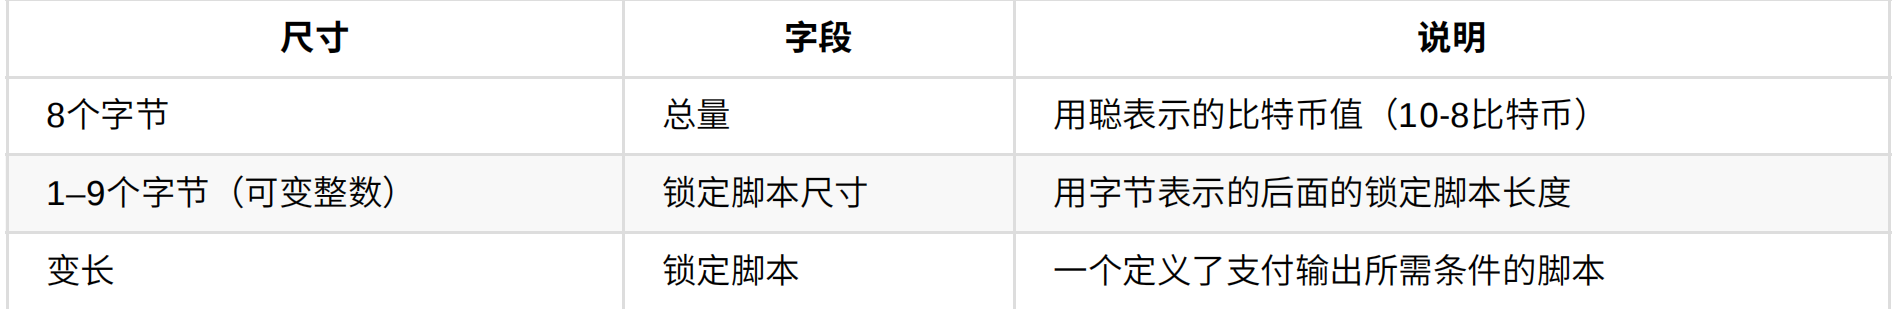 尺寸 字段 说明
8个字节 总量 用聪表示的比特币值（10-8比特币）
1–9个字节（可变整数） 锁定脚本尺寸 用字节表示的后面的锁定脚本长度
变长 锁定脚本 一个定义了支付输出所需条件的脚本